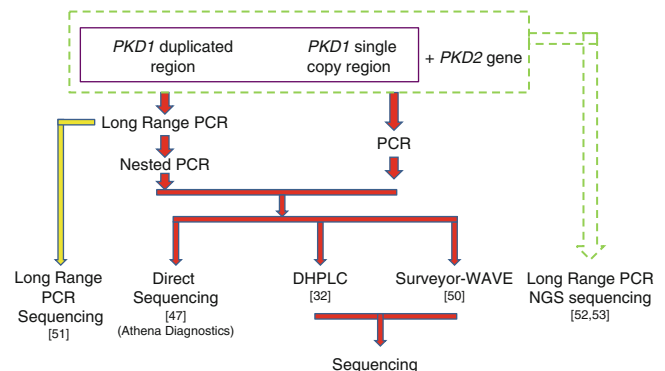 PKD1 duplicated region
PKD1 single copy region
+ PKD2 gene
Long Range PCR
PCR
Nested PCR
Long Range
PCR
Sequencing
[51]
Direct
Sequencing
[47]
(Athena Diagnostics)
DHPLC
[32]
Surveyor-WAVE
[50]
Long Range PCR
NGS sequencing
[52,53]
Sequencing